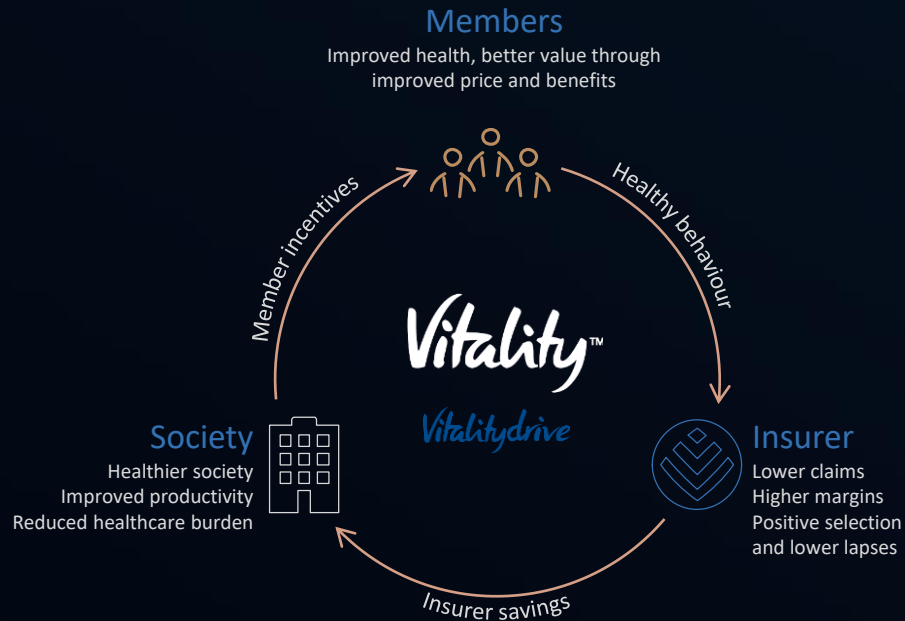 Members
Improved health, better value through
improved price and benefits
Member incentives
Healthy behaviour
Vitality™
Vitalitydrive
Society
Healthier society
Improved productivity
Reduced healthcare burden
Insurer
Lower claims
Higher margins
Positive selection
and lower lapses
Insurer savings